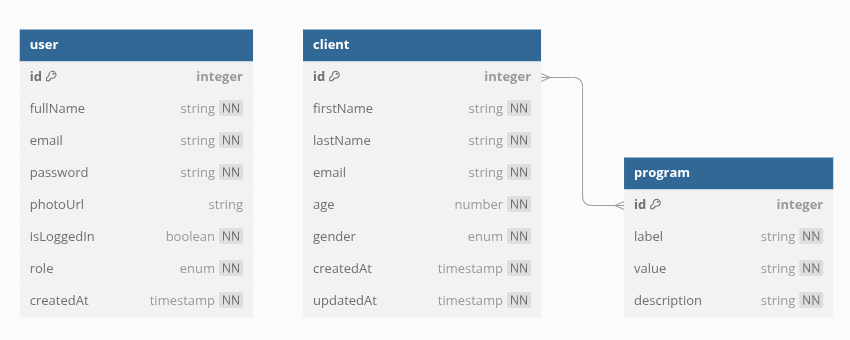 user
id integer
fullName string NN
email string NN
password string NN
photoUrl string
isLoggedIn boolean NN
role enum NN
createdAt timestamp NN
client
id integer
firstName string NN
lastName string NN
email string NN
age number NN
gender enum NN
createdAt timestamp NN
updatedAt timestamp NN
program
id integer
label string NN
value string NN
description string NN